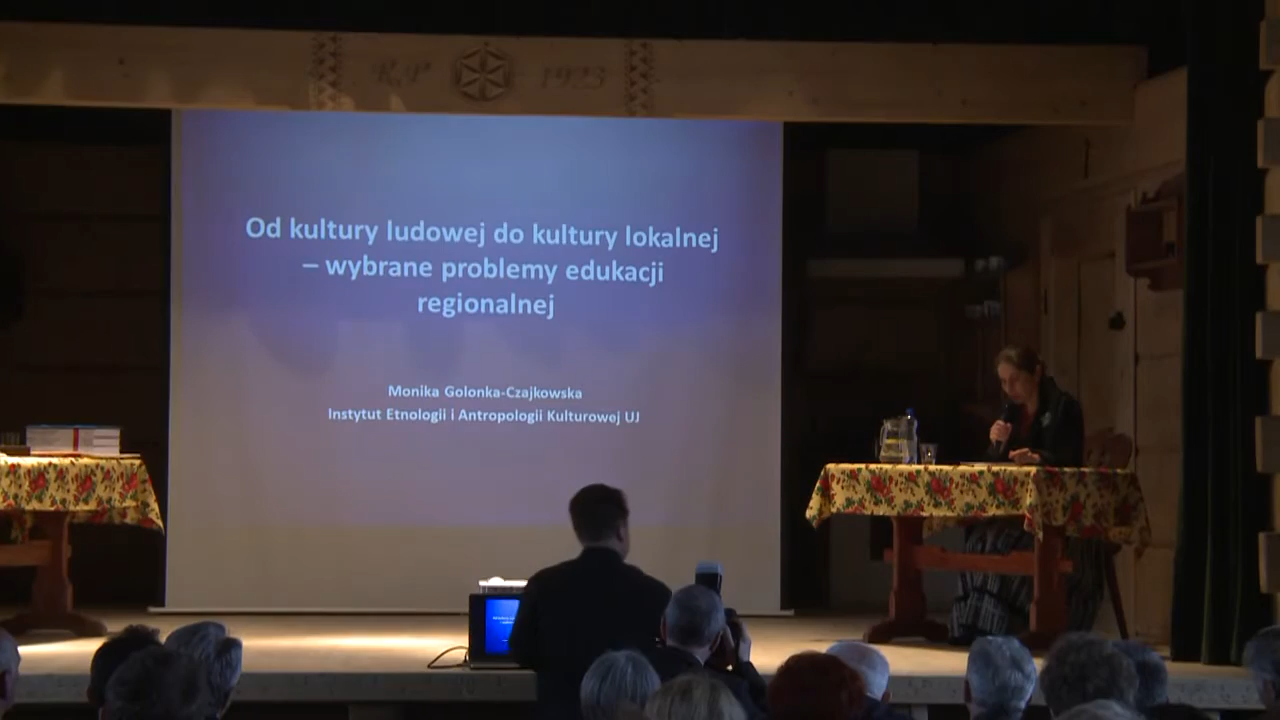 R.P 1923
Od kultury ludowej do kultury lokalnej
– wybrane problemy edukacji
regionalnej
Monika Golonka-Czajkowska
Instytut Etnologii i Antropologii Kulturowej UJ